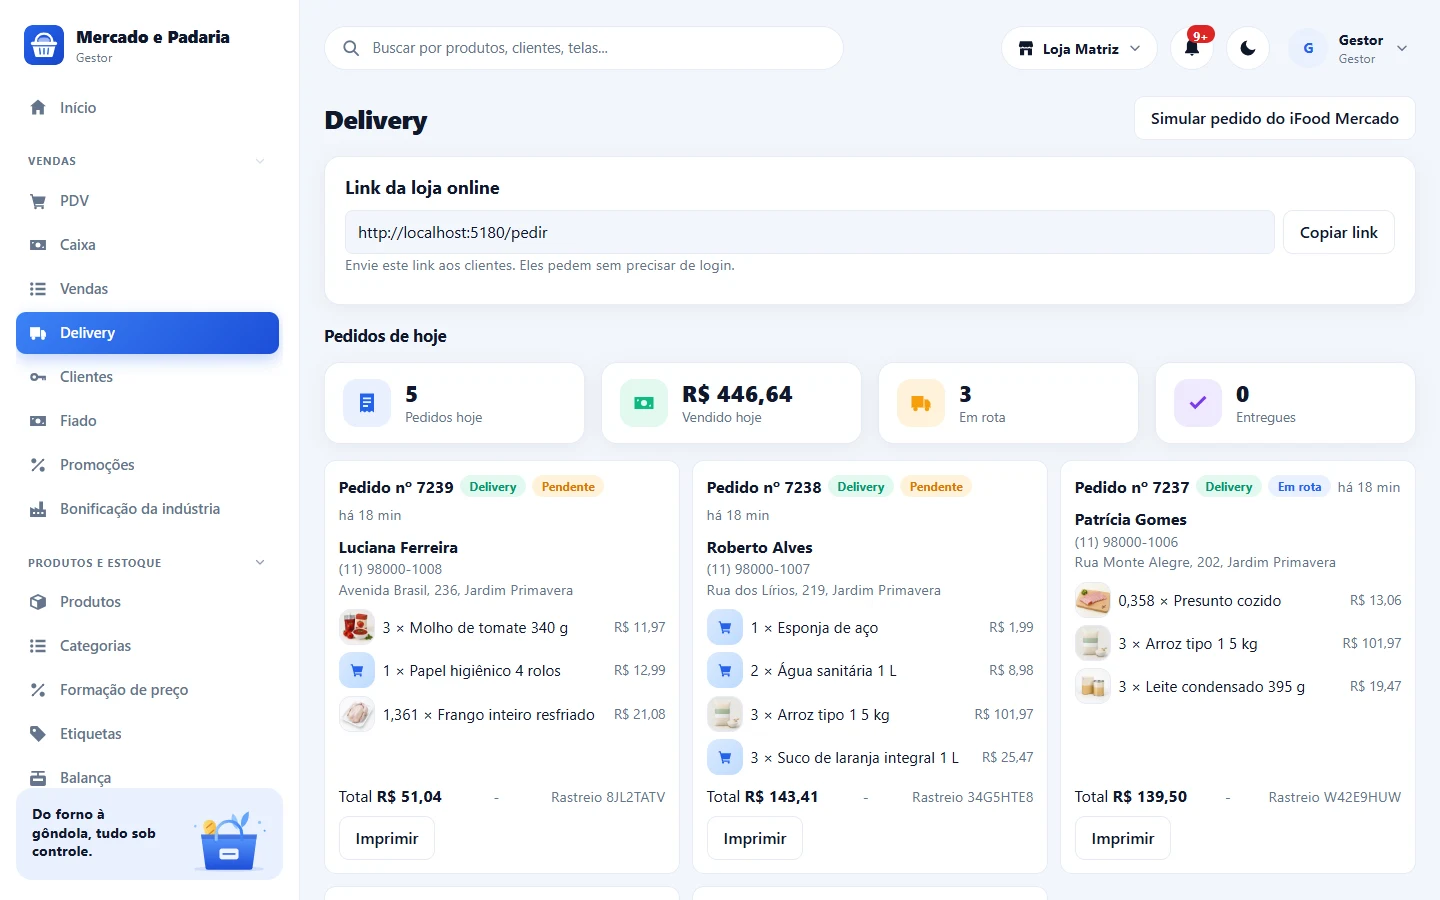 Mercado e Padaria
Gestor
Início
VENDAS
PDV
Caixa
Vendas
Delivery
Clientes
Fiado
Promoções
Bonificação da indústria
PRODUTOS E ESTOQUE
Produtos
Categorias
Formação de preço
Etiquetas
Balança
Do forno à
gôndola, tudo sob
controle.
Buscar por produtos, clientes, telas...
Loja Matriz
9+
G
Gestor
Gestor
Delivery
Simular pedido do iFood Mercado
Link da loja online
http://localhost:5180/pedir
Copiar link
Envie este link aos clientes. Eles pedem sem precisar de login.
Pedidos de hoje
5
Pedidos hoje
R$ 446,64
Vendido hoje
3
Em rota
0
Entregues
Pedido nº 7239 Delivery Pendente
há 18 min
Luciana Ferreira
(11) 98000-1008
Avenida Brasil, 236, Jardim Primavera
3 × Molho de tomate 340 g R$ 11,97
1 × Papel higiênico 4 rolos R$ 12,99
1,361 × Frango inteiro resfriado R$ 21,08
Total R$ 51,04 - Rastreio 8JL2TATV
Imprimir
Pedido nº 7238 Delivery Pendente
há 18 min
Roberto Alves
(11) 98000-1007
Rua dos Lírios, 219, Jardim Primavera
1 × Esponja de aço R$ 1,99
2 × Água sanitária 1 L R$ 8,98
3 × Arroz tipo 1 5 kg R$ 101,97
3 × Suco de laranja integral 1 L R$ 25,47
Total R$ 143,41 - Rastreio 34G5HTE8
Imprimir
Pedido nº 7237 Delivery Em rota há 18 min
Patrícia Gomes
(11) 98000-1006
Rua Monte Alegre, 202, Jardim Primavera
0,358 × Presunto cozido R$ 13,06
3 × Arroz tipo 1 5 kg R$ 101,97
3 × Leite condensado 395 g R$ 19,47
Total R$ 139,50 - Rastreio W42E9HUW
Imprimir